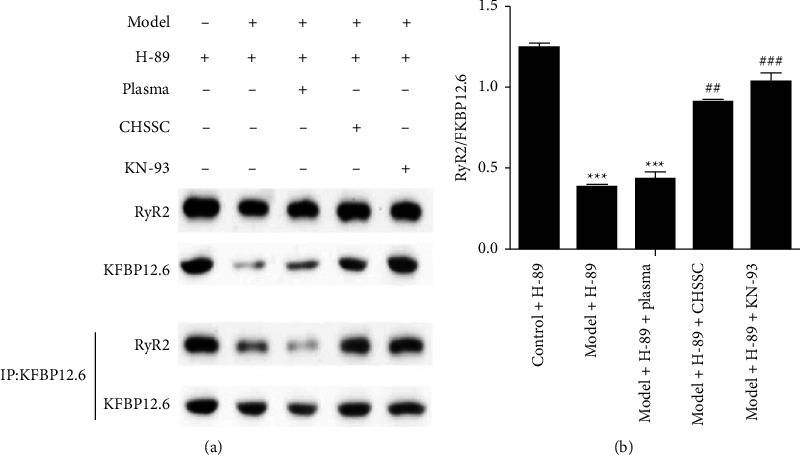 Model – + + + +
H-89 + + + + +
Plasma – – + – –
CHSSC – – – + –
KN-93 – – – – +
RyR2
KFBP12.6
IP:KFBP12.6
RyR2
KFBP12.6
(a)
RyR2/FKBP12.6
1.5
1.0
0.5
0.0
***
***
##
###
Control + H-89
Model + H-89
Model + H-89 + plasma
Model + H-89 + CHSSC
Model + H-89 + KN-93
(b)